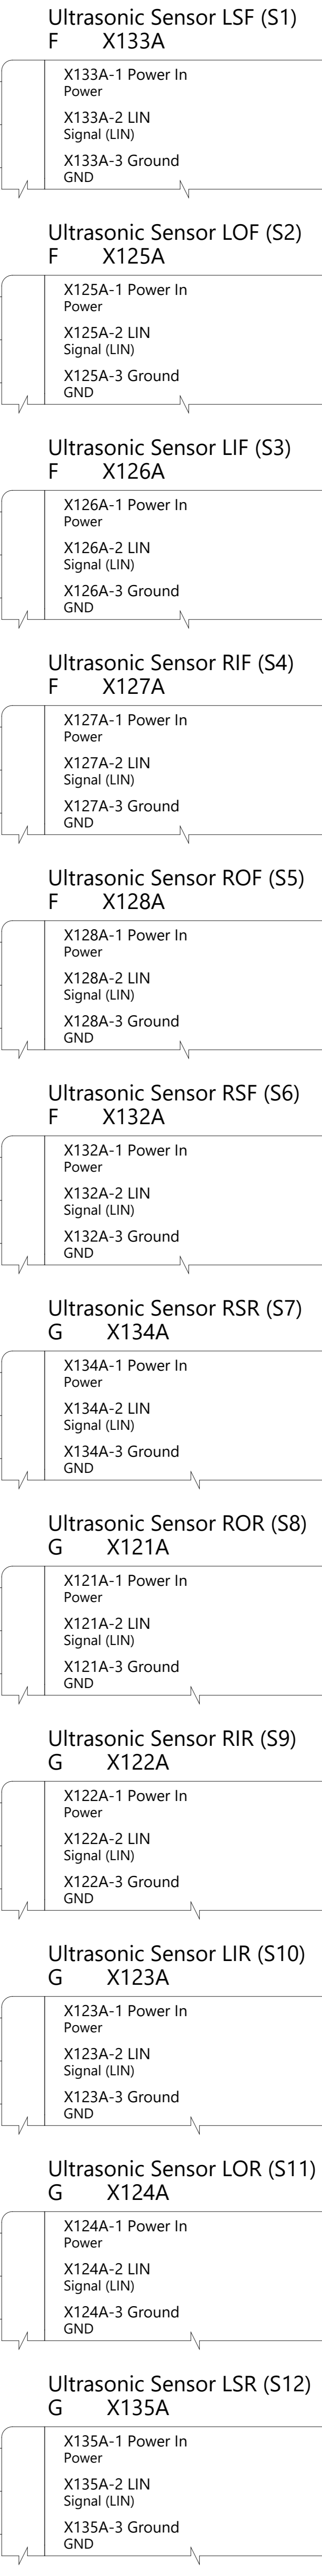 Ultrasonic Sensor LSF (S1)
F X133A
X133A-1 Power In
Power
X133A-2 LIN
Signal (LIN)
X133A-3 Ground
GND
Ultrasonic Sensor LOF (S2)
F X125A
X125A-1 Power In
Power
X125A-2 LIN
Signal (LIN)
X125A-3 Ground
GND
Ultrasonic Sensor LIF (S3)
F X126A
X126A-1 Power In
Power
X126A-2 LIN
Signal (LIN)
X126A-3 Ground
GND
Ultrasonic Sensor RIF (S4)
F X127A
X127A-1 Power In
Power
X127A-2 LIN
Signal (LIN)
X127A-3 Ground
GND
Ultrasonic Sensor ROF (S5)
F X128A
X128A-1 Power In
Power
X128A-2 LIN
Signal (LIN)
X128A-3 Ground
GND
Ultrasonic Sensor RSF (S6)
F X132A
X132A-1 Power In
Power
X132A-2 LIN
Signal (LIN)
X132A-3 Ground
GND
Ultrasonic Sensor RSR (S7)
G X134A
X134A-1 Power In
Power
X134A-2 LIN
Signal (LIN)
X134A-3 Ground
GND
Ultrasonic Sensor ROR (S8)
G X121A
X121A-1 Power In
Power
X121A-2 LIN
Signal (LIN)
X121A-3 Ground
GND
Ultrasonic Sensor RIR (S9)
G X122A
X122A-1 Power In
Power
X122A-2 LIN
Signal (LIN)
X122A-3 Ground
GND
Ultrasonic Sensor LIR (S10)
G X123A
X123A-1 Power In
Power
X123A-2 LIN
Signal (LIN)
X123A-3 Ground
GND
Ultrasonic Sensor LOR (S11)
G X124A
X124A-1 Power In
Power
X124A-2 LIN
Signal (LIN)
X124A-3 Ground
GND
Ultrasonic Sensor LSR (S12)
G X135A
X135A-1 Power In
Power
X135A-2 LIN
Signal (LIN)
X135A-3 Ground
GND